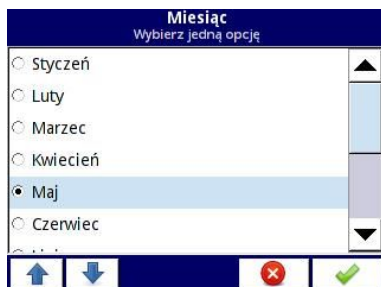 Miesiąc
Wybierz jedną opcję
Styczeń
Luty
Marzec
Kwiecień
Maj
Czerwiec